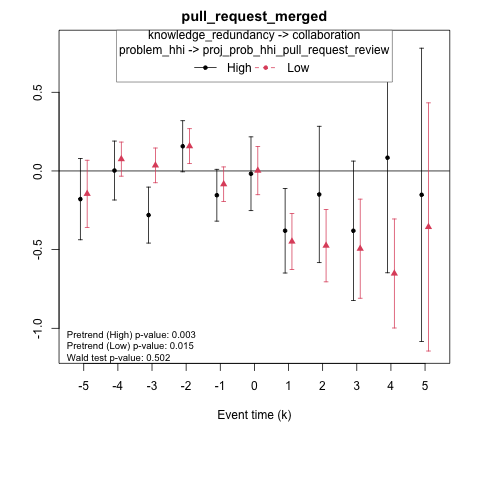 pull_request_merged
knowledge_redundancy -> collaboration
problem_hhi -> proj_prob_hhi_pull_request_review
High Low
0.5
0.0
-0.5
-1.0
Pretrend (High) p-value: 0.003
Pretrend (Low) p-value: 0.015
Wald test p-value: 0.502
-5 -4 -3 -2 -1 0 1 2 3 4 5
Event time (k)